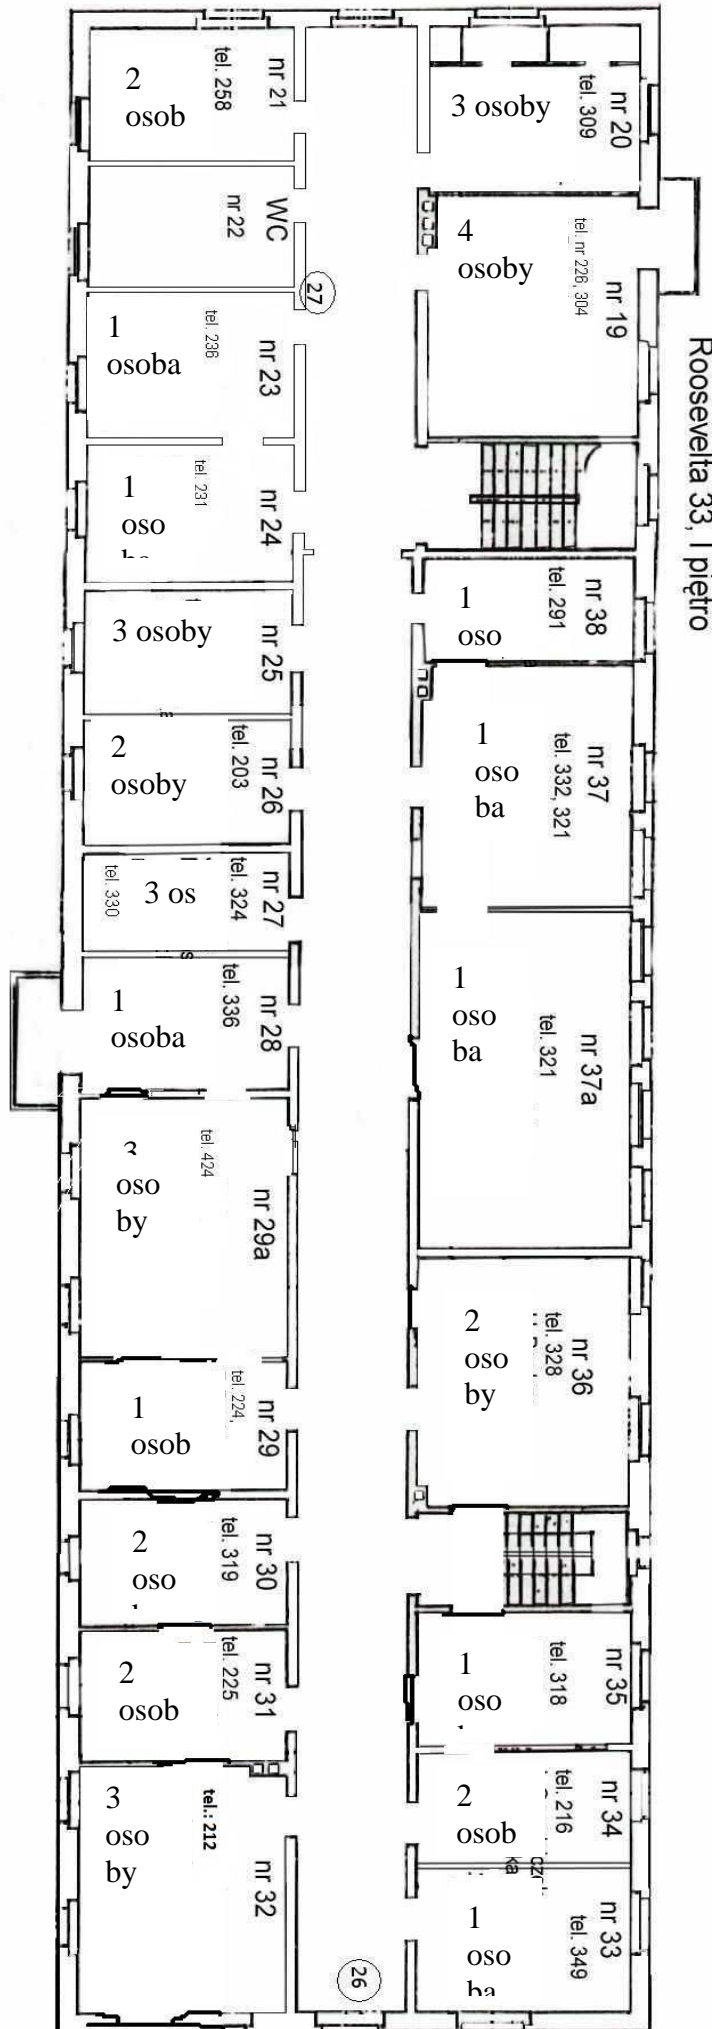 Roosevelta 33, I piętro
nr 21
tel. 258
2
osob
nr 20
tel. 309
3 osoby
WC
nr 22
nr 19
tel. nr 226, 304
4
osoby
27
nr 23
tel. 236
1
osoba
nr 24
tel. 231
1
oso
nr 38
tel. 291
1
oso
nr 25
3 osoby
nr 37
tel. 332, 321
1
oso
ba
nr 26
tel. 203
2
osoby
nr 27
tel. 324
3 os
tel. 330
nr 37a
tel. 321
1
oso
ba
nr 28
tel. 336
1
osoba
nr 29a
tel. 424
3
oso
by
nr 36
tel. 328
2
oso
by
nr 29
tel. 224,
1
osob
nr 30
tel. 319
2
oso
nr 35
tel. 318
1
oso
nr 31
tel. 225
2
osob
nr 34
tel. 216
2
osob
ka
nr 32
tel.: 212
3
oso
by
nr 33
tel. 349
1
oso
ba
26